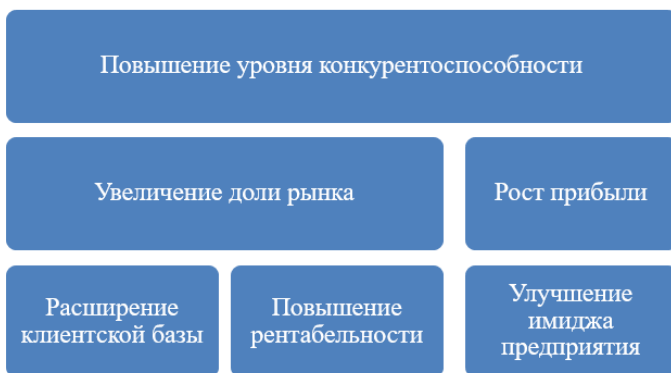 Повышение уровня конкурентоспособности
Увеличение доли рынка
Рост прибыли
Расширение
клиентской базы
Повышение
рентабельности
Улучшение
имиджа
предприятия